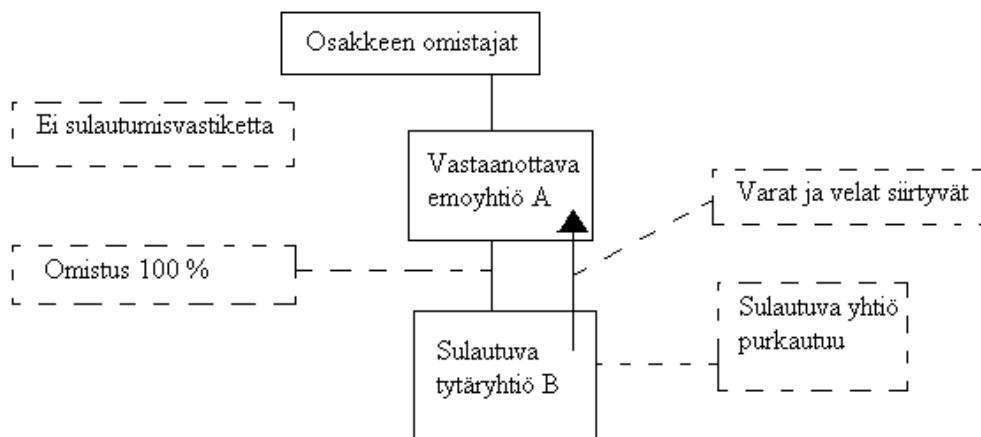 Osakkeen omistajat
Ei sulautumisvastiketta
Vastaanottava
emoyhtiö A
Varat ja velat siirtyvät
Omistus 100 %
Sulautuva yhtiö
purkautuu
Sulautuva
tytäryhtiö B